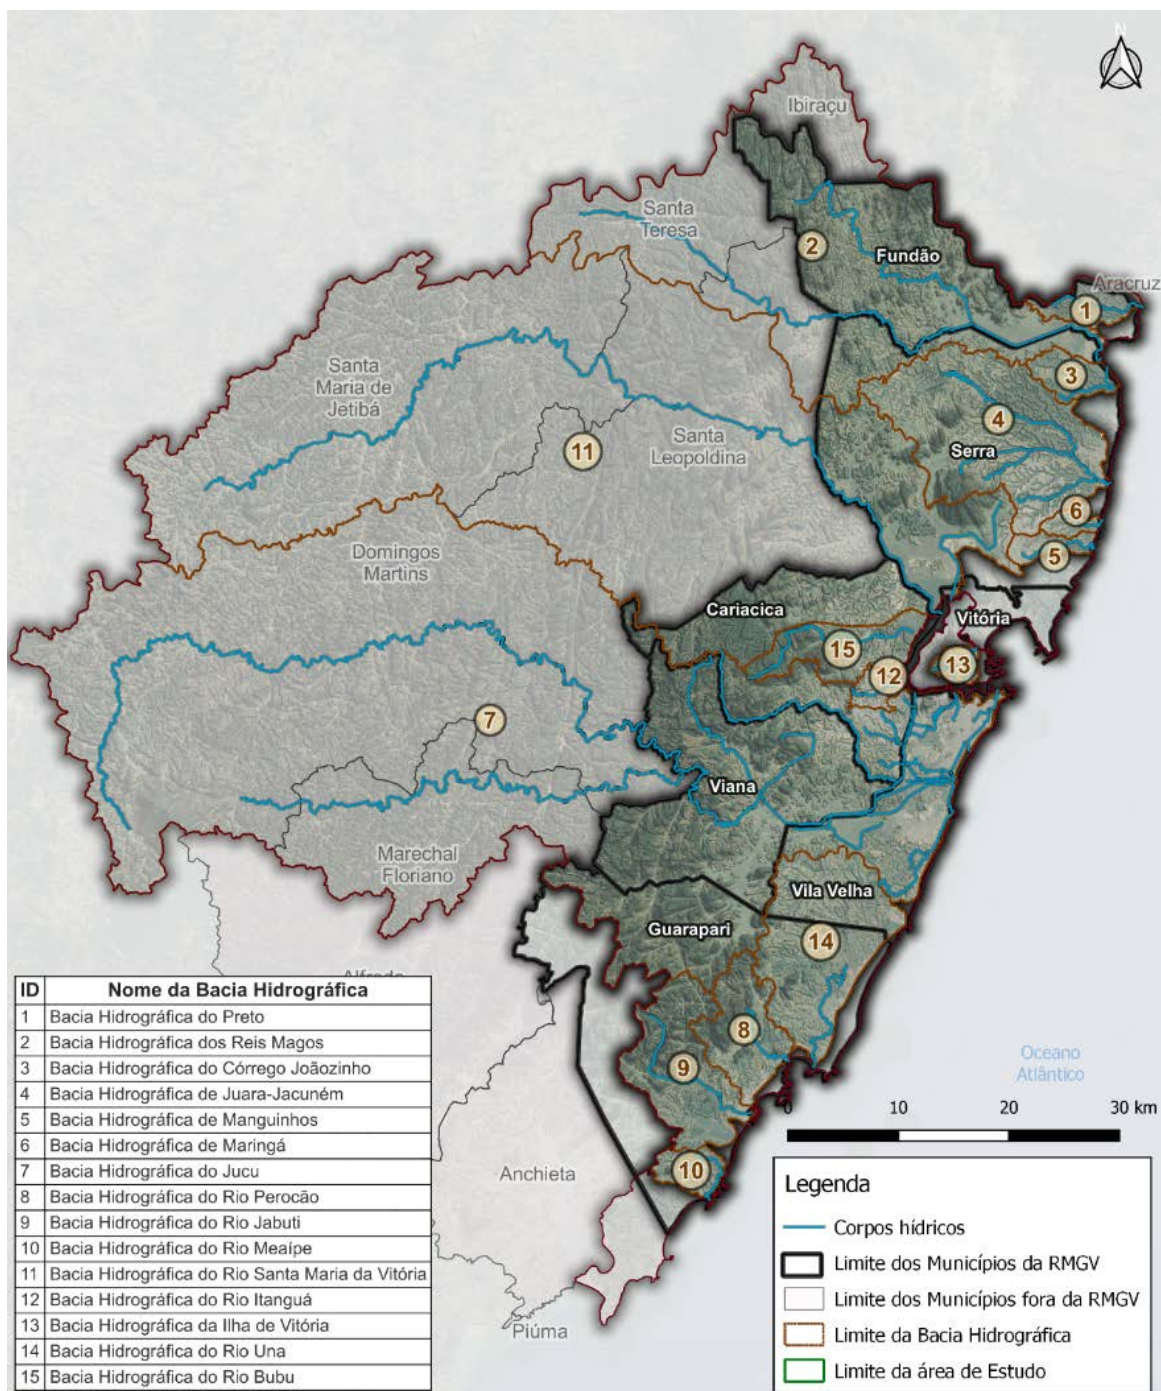 N
Ibiraçu
Santa
Teresa
2
Fundão
Aracruz
1
Santa
Maria de
Jetibá
3
4
Santa
Leopoldina
Serra
11
6
Domingos
Martins
5
Cariacica
Vitória
15
12
13
7
Viana
Marechal
Floriano
Vila Velha
Guarapari
14
8
9
Oceano
Atlântico
0 10 20 30 km
10
Anchieta
Piúma
ID Nome da Bacia Hidrográfica
1 Bacia Hidrográfica do Preto
2 Bacia Hidrográfica dos Reis Magos
3 Bacia Hidrográfica do Córrego Joãozinho
4 Bacia Hidrográfica de Juara-Jacuném
5 Bacia Hidrográfica de Manguinhos
6 Bacia Hidrográfica de Maringá
7 Bacia Hidrográfica do Jucu
8 Bacia Hidrográfica do Rio Perocão
9 Bacia Hidrográfica do Rio Jabuti
10 Bacia Hidrográfica do Rio Meaípe
11 Bacia Hidrográfica do Rio Santa Maria da Vitória
12 Bacia Hidrográfica do Rio Itanguá
13 Bacia Hidrográfica da Ilha de Vitória
14 Bacia Hidrográfica do Rio Una
15 Bacia Hidrográfica do Rio Bubu
Legenda
Corpos hídricos
Limite dos Municípios da RMGV
Limite dos Municípios fora da RMGV
Limite da Bacia Hidrográfica
Limite da área de Estudo